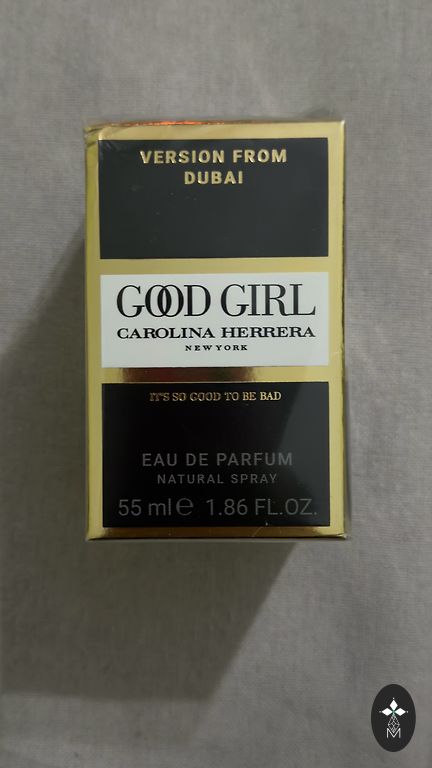 VERSION FROM
DUBAI
GOOD GIRL
CAROLINA HERRERA
NEW YORK
IT'S SO GOOD TO BE BAD
EAU DE PARFUM
NATURAL SPRAY
55 ml℮ 1.86 FL.OZ.
M